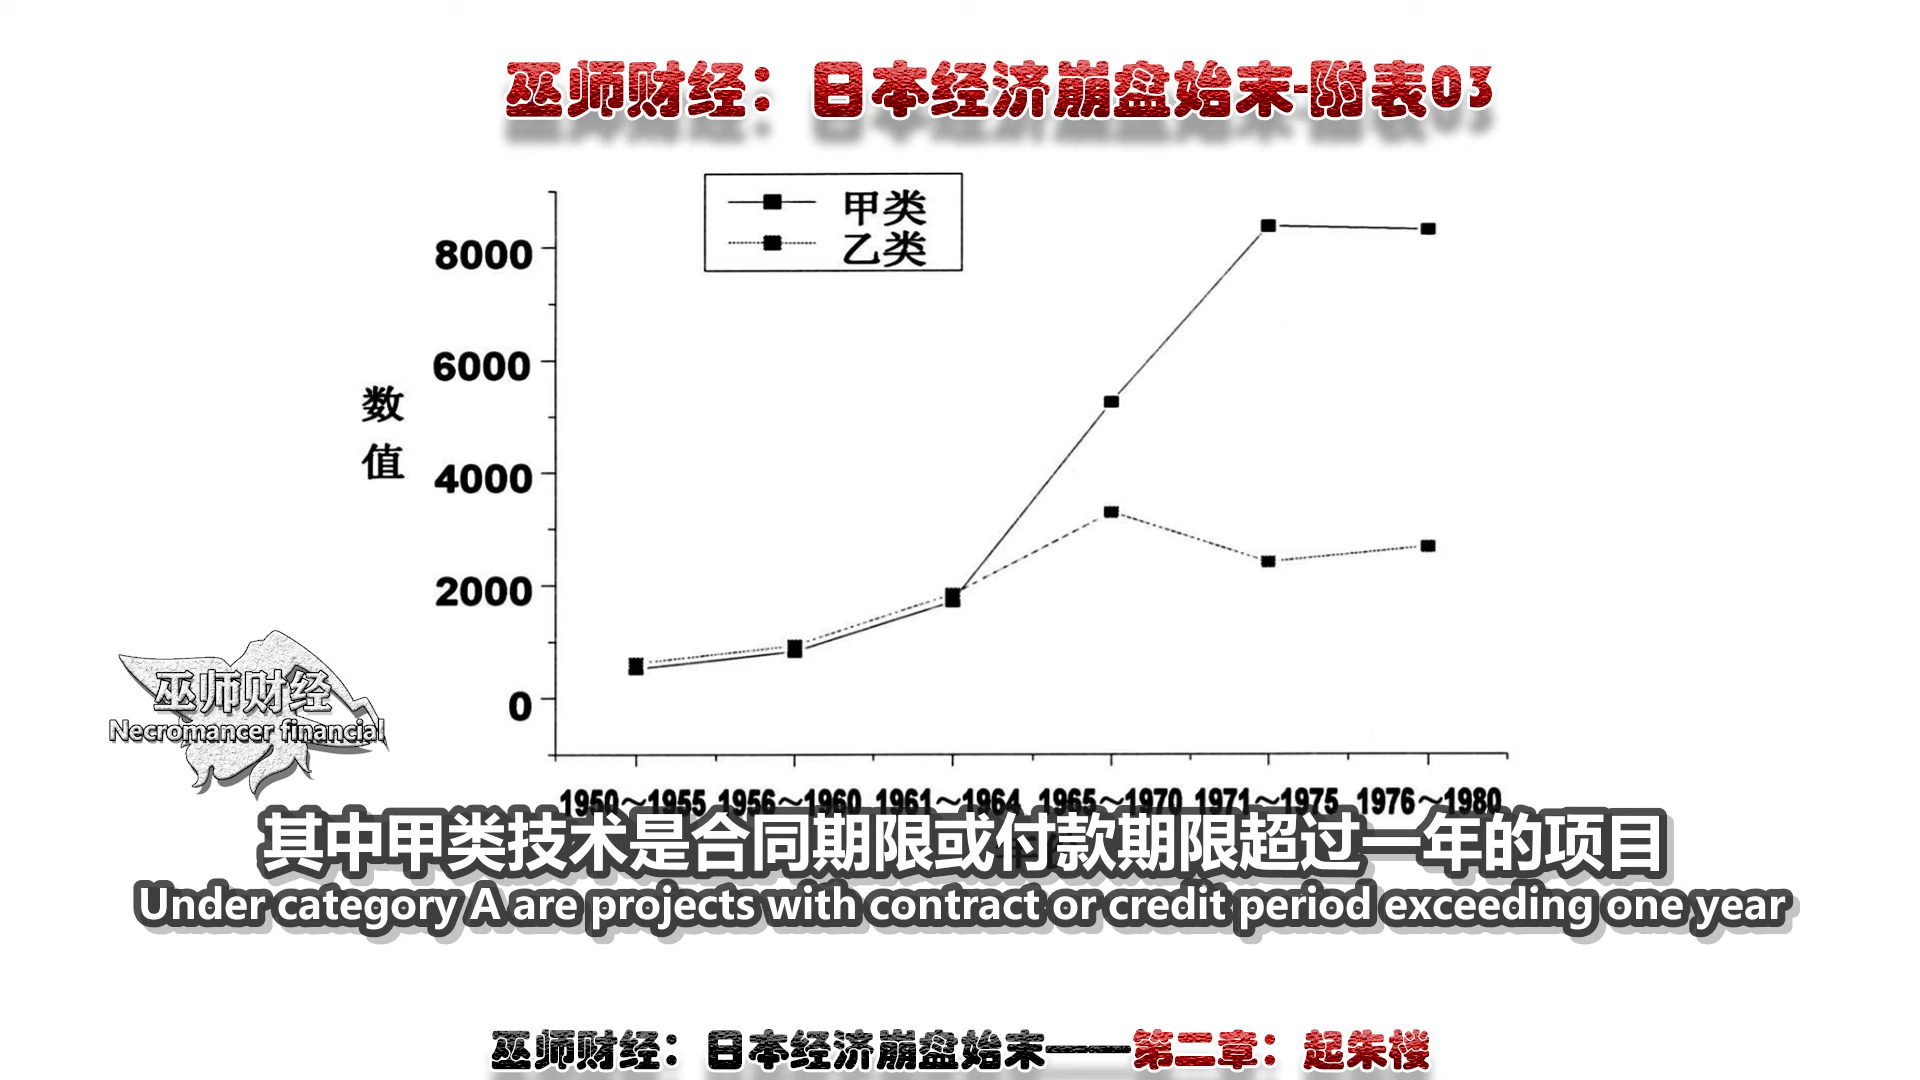 巫师财经：日本经济崩盘始末-附表03
甲类
乙类
8000
6000
4000
2000
0
数
值
巫师财经
Necromancer financial
1950～1955 1956～1960 1961～1964 1965～1970 1971～1975 1976～1980
其中甲类技术是合同期限或付款期限超过一年的项目
Under category A are projects with contract or credit period exceeding one year
巫师财经：日本经济崩盘始末——第二章：起朱楼